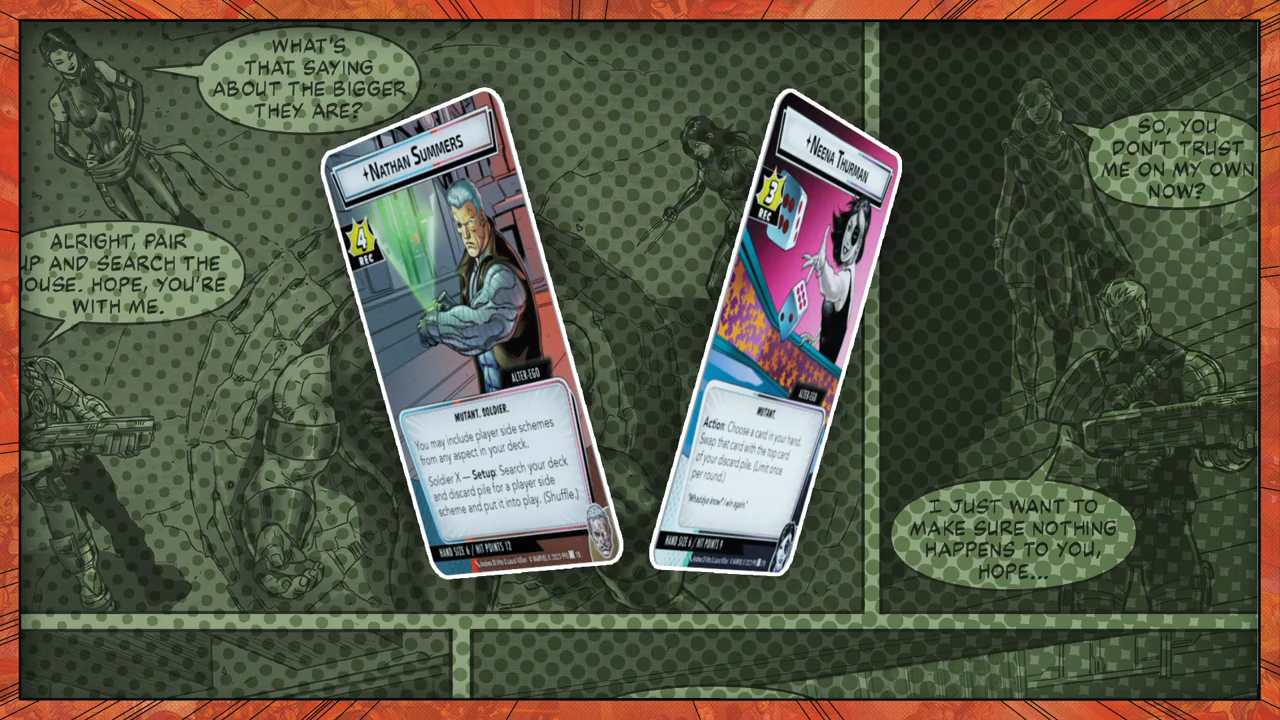 WHAT'S
THAT SAYING
ABOUT THE BIGGER
THEY ARE?
ALRIGHT, PAIR
UP AND SEARCH THE
OUSE. HOPE, YOU'RE
WITH ME.
NATHAN SUMMERS
4
REC
ALTER-EGO
MUTANT. SOLDIER.
You may include player side schemes
from any aspect in your deck.
Soldier X — Setup: Search your deck
and discard pile for a player side
scheme and put it into play. (Shuffle.)
HAND SIZE 6 / HIT POINTS 12
NEENA THURMAN
3
REC
ALTER-EGO
MUTANT.
Action: Choose a card in your hand.
Swap that card with the top card
of your discard pile. (Limit once
per round.)
"Whaddya know? I win again."
HAND SIZE 6 / HIT POINTS 9
SO, YOU
DON'T TRUST
ME ON MY OWN
NOW?
I JUST WANT TO
MAKE SURE NOTHING
HAPPENS TO YOU,
HOPE...